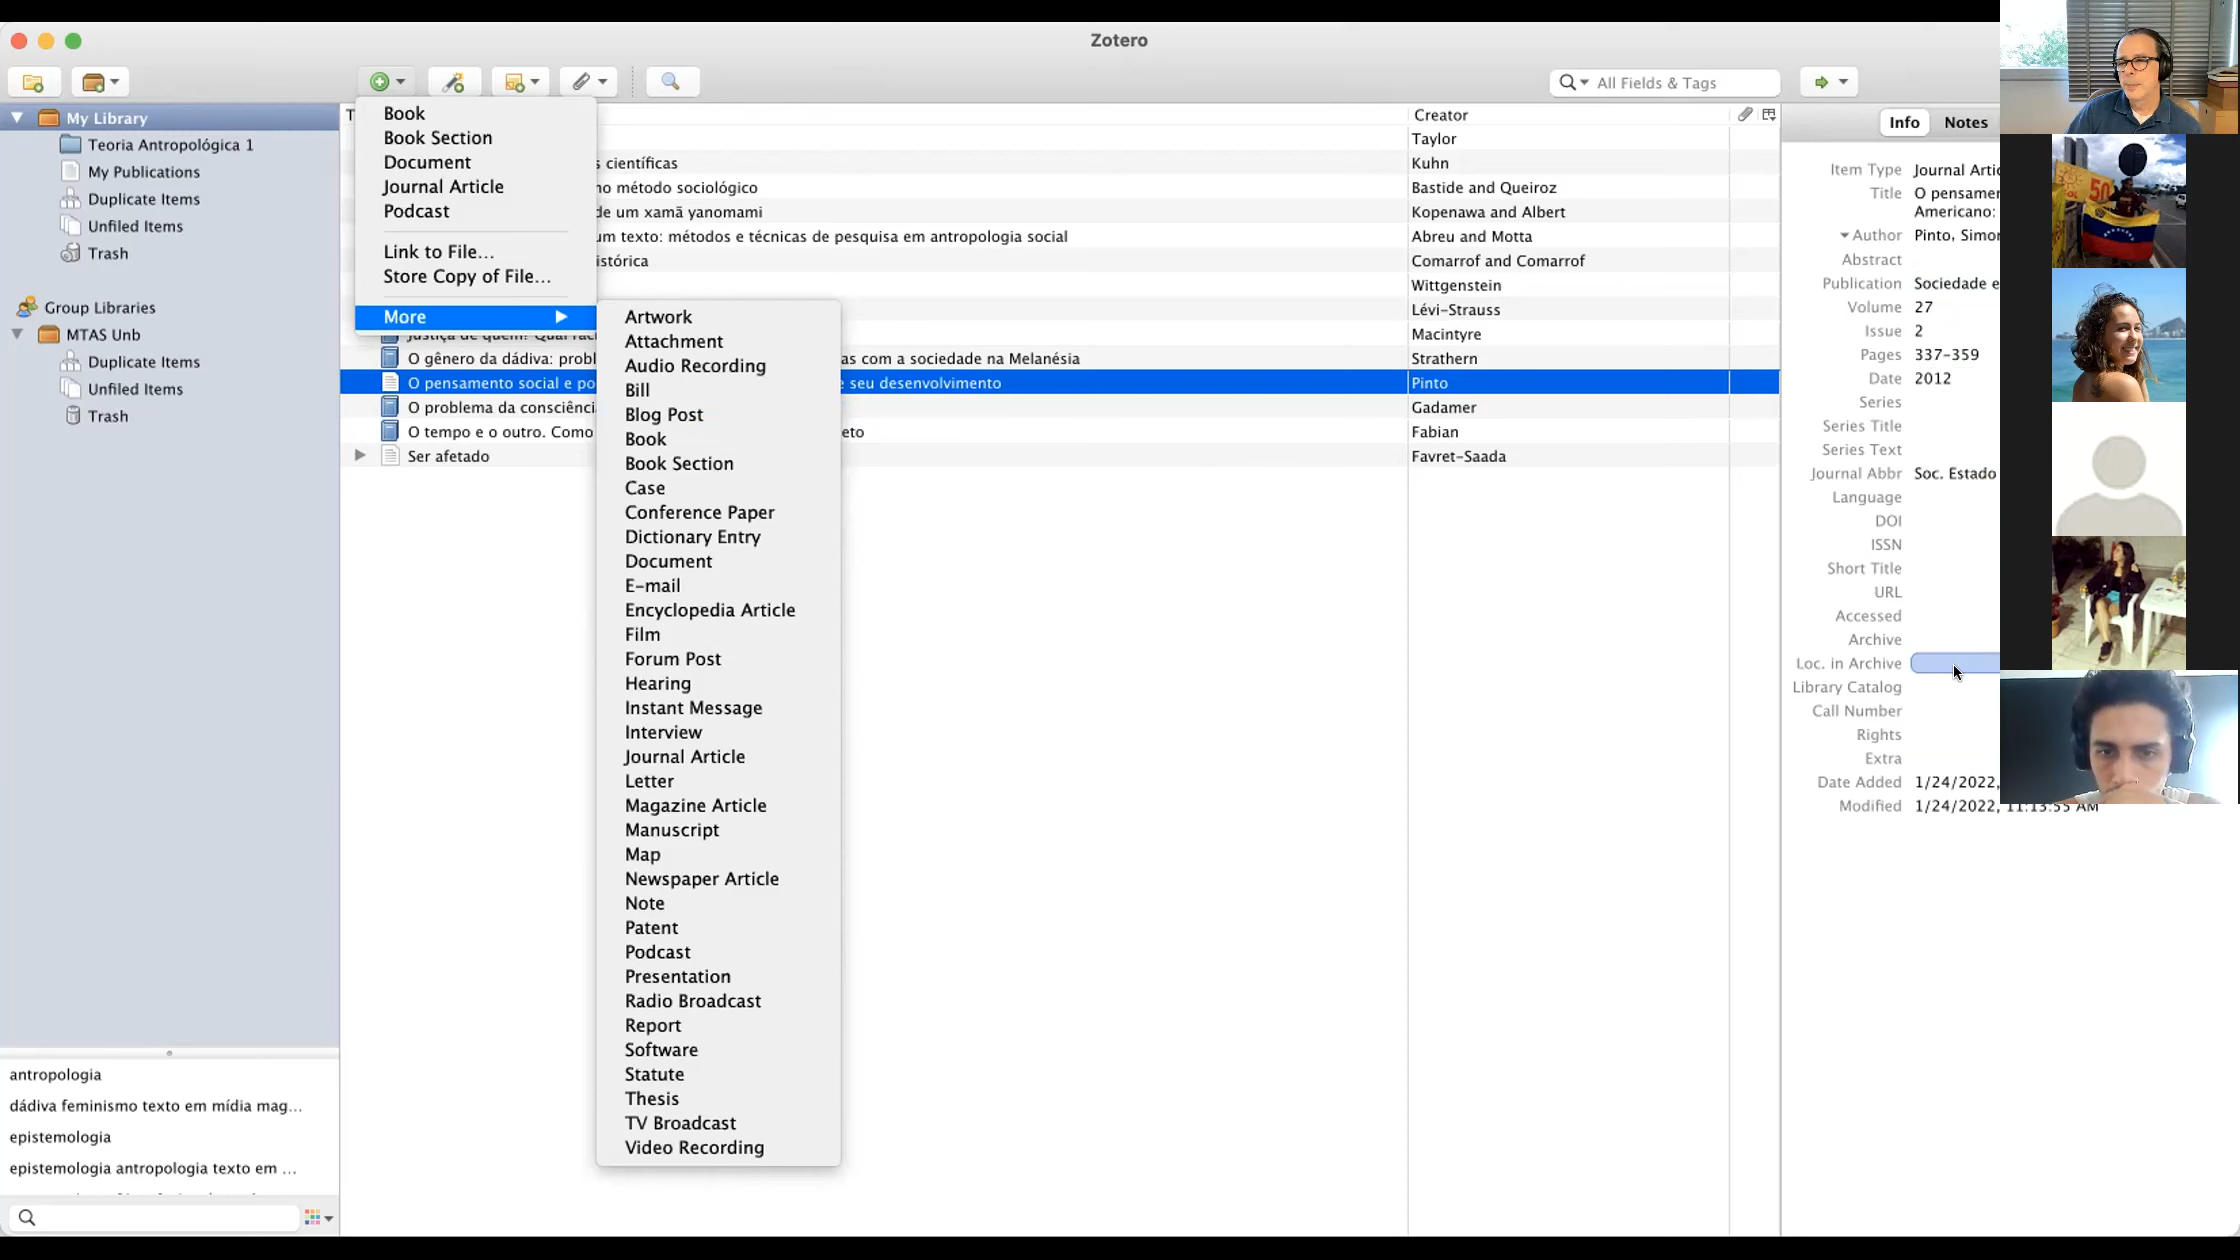 Zotero
All Fields & Tags
My Library
Teoria Antropológica 1
My Publications
Duplicate Items
Unfiled Items
Trash
Group Libraries
MTAS Unb
Duplicate Items
Unfiled Items
Trash
antropologia
dádiva feminismo texto em mídia mag...
epistemologia
epistemologia antropologia texto em ...
Book
Book Section
Document
Journal Article
Podcast
Link to File...
Store Copy of File...
More
Artwork
Attachment
Audio Recording
Bill
Blog Post
Book
Book Section
Case
Conference Paper
Dictionary Entry
Document
E-mail
Encyclopedia Article
Film
Forum Post
Hearing
Instant Message
Interview
Journal Article
Letter
Magazine Article
Manuscript
Map
Newspaper Article
Note
Patent
Podcast
Presentation
Radio Broadcast
Report
Software
Statute
Thesis
TV Broadcast
Video Recording
Creator
Taylor
científicas Kuhn
método sociológico Bastide and Queiroz
de um xamã yanomami Kopenawa and Albert
um texto: métodos e técnicas de pesquisa em antropologia social Abreu and Motta
Comarrof and Comarrof
Wittgenstein
Lévi-Strauss
Macintyre
O gênero da dádiva: com a sociedade na Melanésia Strathern
O pensamento social e seu desenvolvimento Pinto
O problema da Gadamer
O tempo e o outro. Como Fabian
Ser afetado Favret-Saada
Info Notes
Item Type Journal
Title O
Americano:
Author Pinto,
Abstract
Publication Sociedade e
Volume 27
Issue 2
Pages 337-359
Date 2012
Series
Series Title
Series Text
Journal Abbr Soc. Estado
Language
DOI
ISSN
Short Title
URL
Accessed
Archive
Loc. in Archive
Library Catalog
Call Number
Rights
Extra
Date Added 1/24/2022,
Modified 1/24/2022, 11:13:55 AM
50